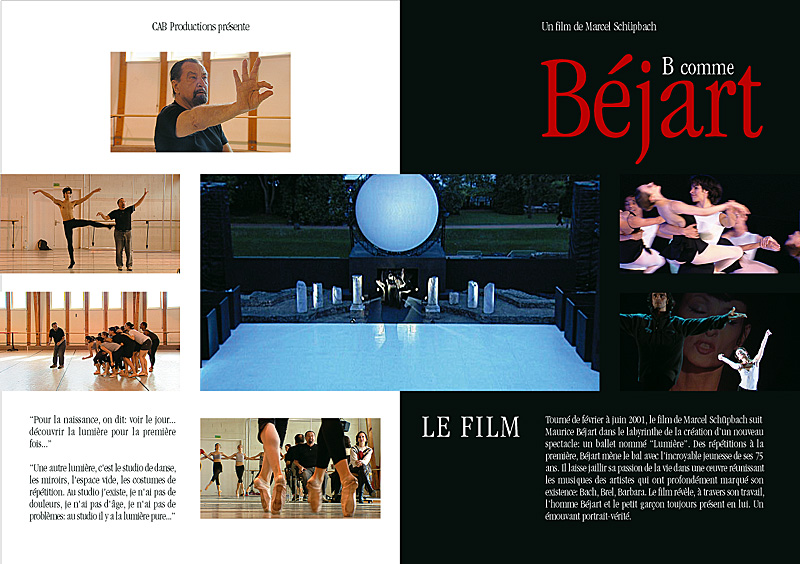 CAB Productions présente
Un film de Marcel Schüpbach
B comme
Béjart
"Pour la naissance, on dit: voir le jour...
découvrir la lumière pour la première
fois..."
"Une autre lumière, c'est le studio de danse,
les miroirs, l'espace vide, les costumes de
répétition. Au studio j'existe, je n'ai pas de
douleurs, je n'ai pas d'âge, je n'ai pas de
problèmes: au studio il y a la lumière pure..."
LE FILM
Tourné de février à juin 2001, le film de Marcel Schüpbach suit
Maurice Béjart dans le labyrinthe de la création d'un nouveau
spectacle: un ballet nommé "Lumière". Des répétitions à la
première, Béjart mène le bal avec l'incroyable jeunesse de ses 75
ans. Il laisse jaillir sa passion de la vie dans une œuvre réunissant
les musiques des artistes qui ont profondément marqué son
existence: Bach, Brel, Barbara. Le film révèle, à travers son travail,
l'homme Béjart et le petit garçon toujours présent en lui. Un
émouvant portrait-vérité.